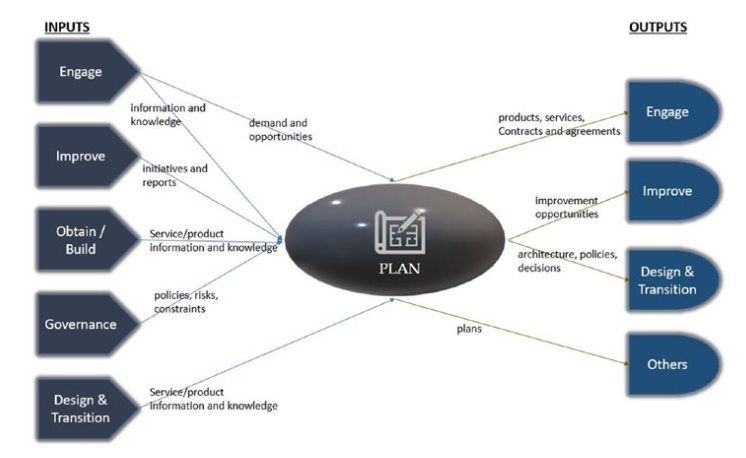 INPUTS
OUTPUTS
Engage
information and
knowledge
demand and
opportunities
Improve
initiatives and
reports
Obtain /
Build
Service/product
information and knowledge
Governance
policies, risks,
constraints
Design &
Transition
Service/product
information and knowledge
PLAN
products, services,
Contracts and agreements
Engage
improvement
opportunities
Improve
architecture, policies,
decisions
Design &
Transition
plans
Others